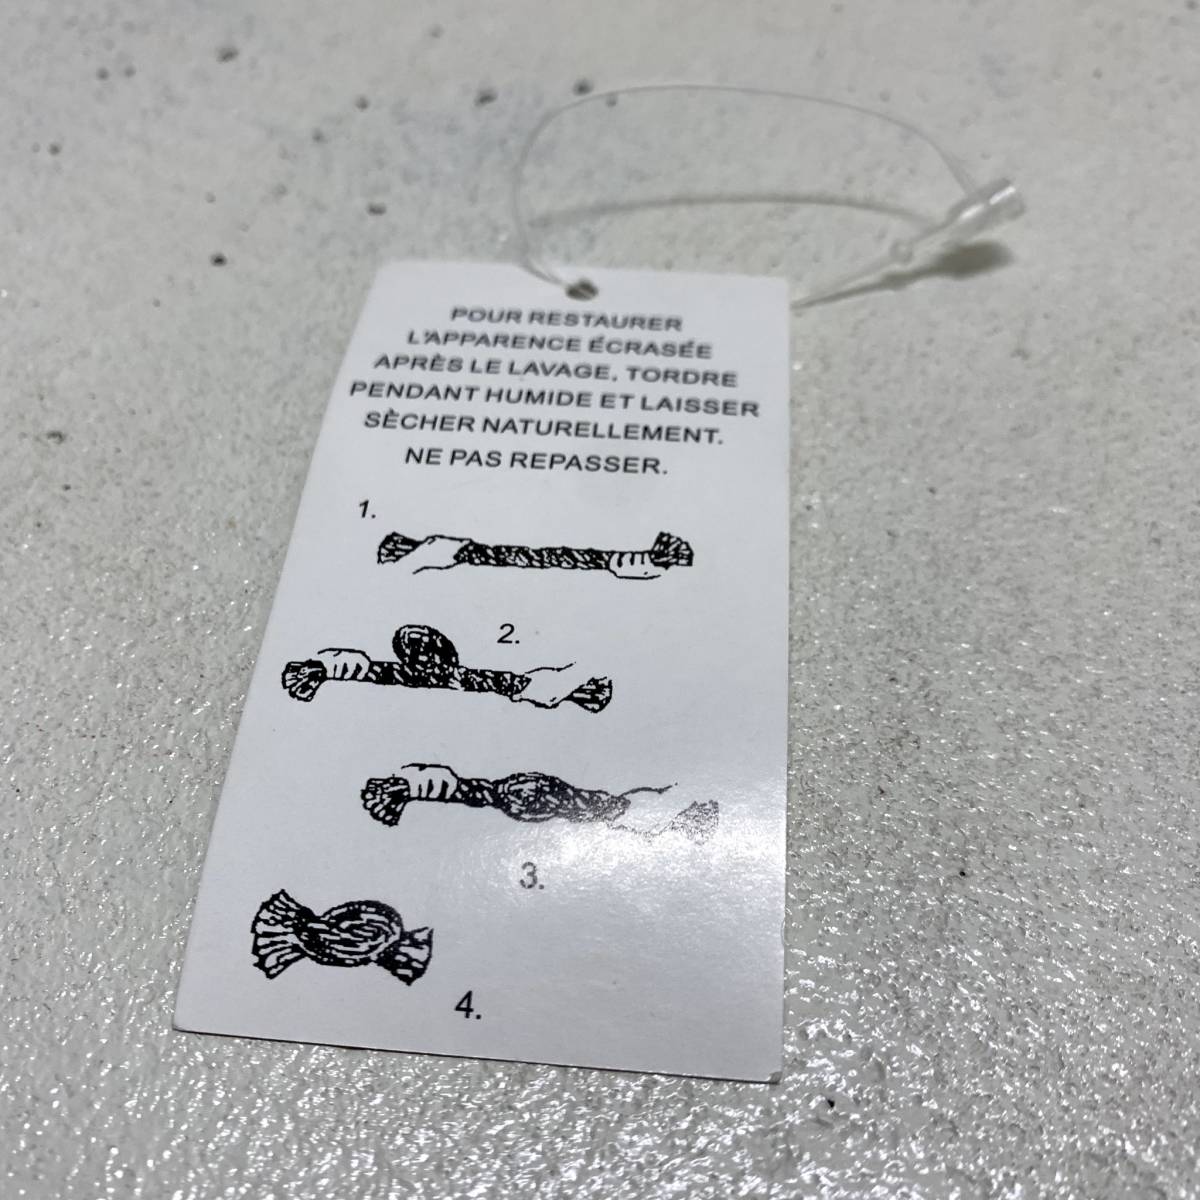 POUR RESTAURER
L'APPARENCE ÉCRASÉE
APRÈS LE LAVAGE, TORDRE
PENDANT HUMIDE ET LAISSER
SÈCHER NATURELLEMENT.
NE PAS REPASSER.
1.
2.
3.
4.